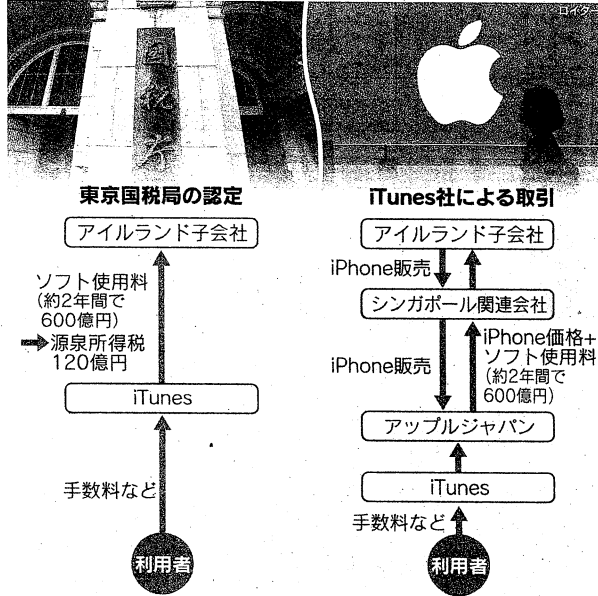 ロイター
国税庁
東京国税局の認定
アイルランド子会社
ソフト使用料
(約2年間で
600億円)
➡源泉所得税
120億円
iTunes
手数料など
利用者
iTunes社による取引
アイルランド子会社
iPhone販売
シンガポール関連会社
iPhone販売
iPhone価格+
ソフト使用料
(約2年間で
600億円)
アップルジャパン
iTunes
手数料など
利用者